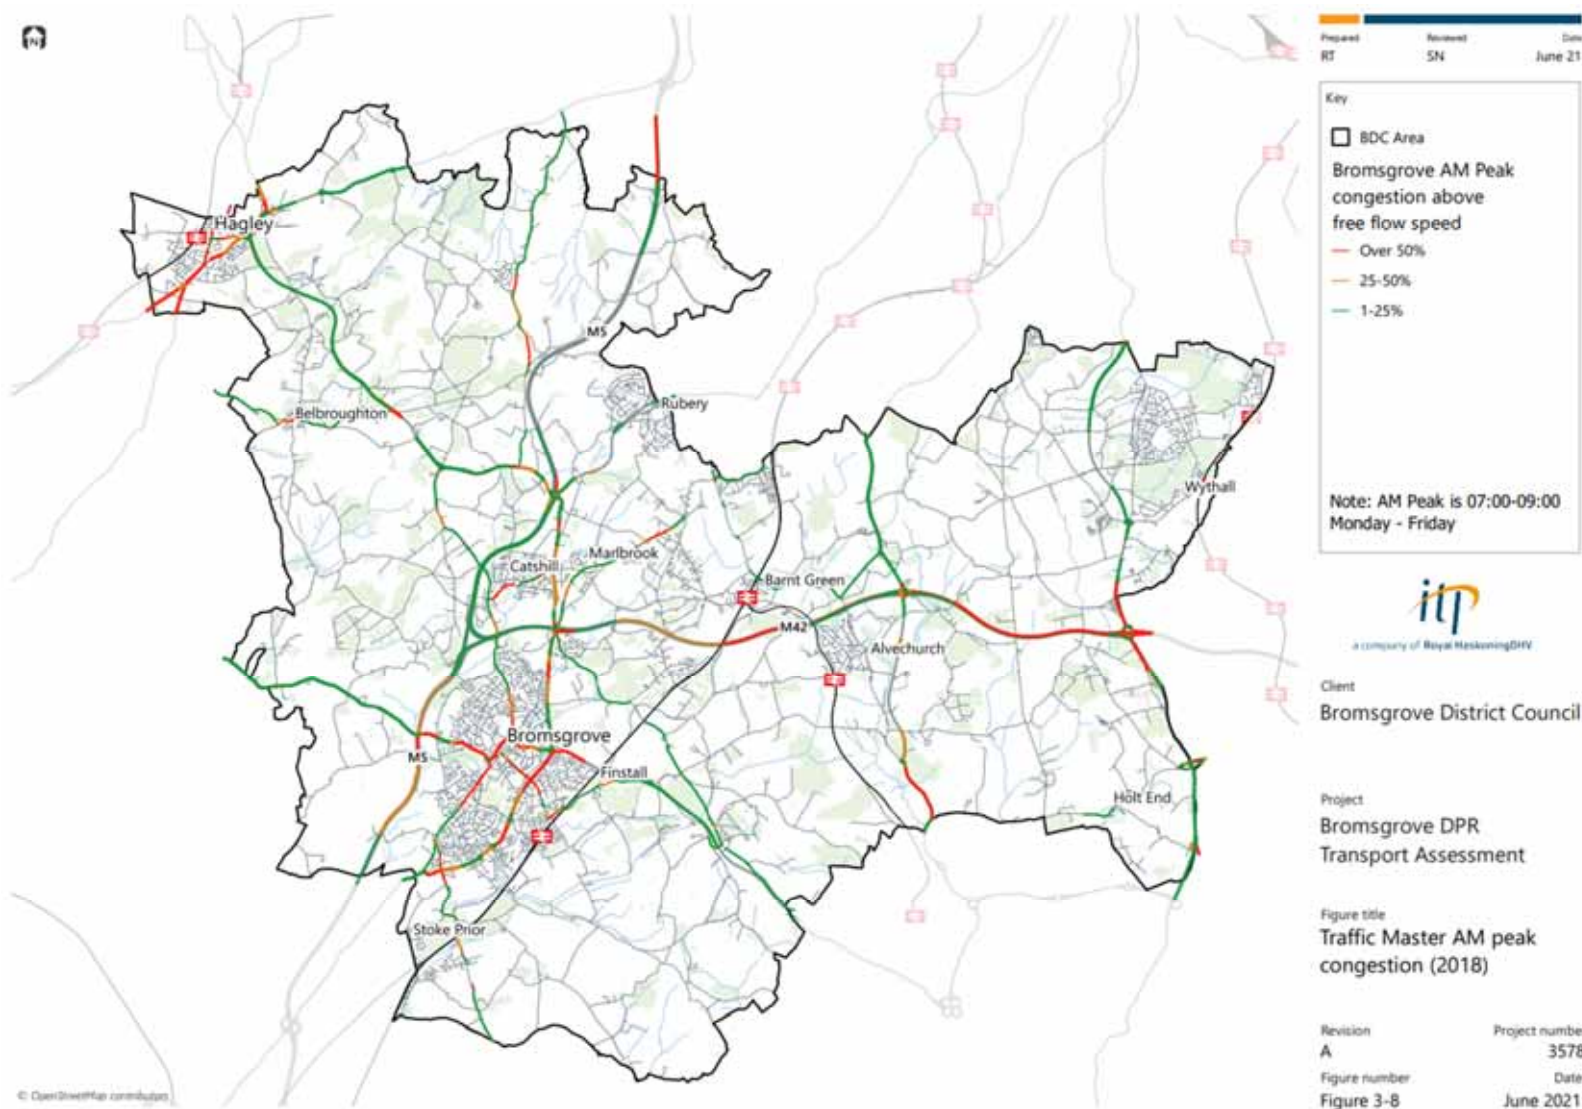 N
Prepared Reviewed Date
RT SN June 21
Key
BDC Area
Bromsgrove AM Peak
congestion above
free flow speed
Over 50%
25-50%
1-25%
Note: AM Peak is 07:00-09:00
Monday - Friday
itp
a company of Royal HaskoningDHV
Client
Bromsgrove District Council
Project
Bromsgrove DPR
Transport Assessment
Figure title
Traffic Master AM peak
congestion (2018)
Revision Project number
A 3578
Figure number Date
Figure 3-8 June 2021
Hagley
M5
Rubery
Belbroughton
Wythall
Marlbrook
Catshill
Barnt Green
M42
Alvechurch
Bromsgrove
M5
Finstall
Holt End
Stoke Prior
© OpenStreetMap contributors